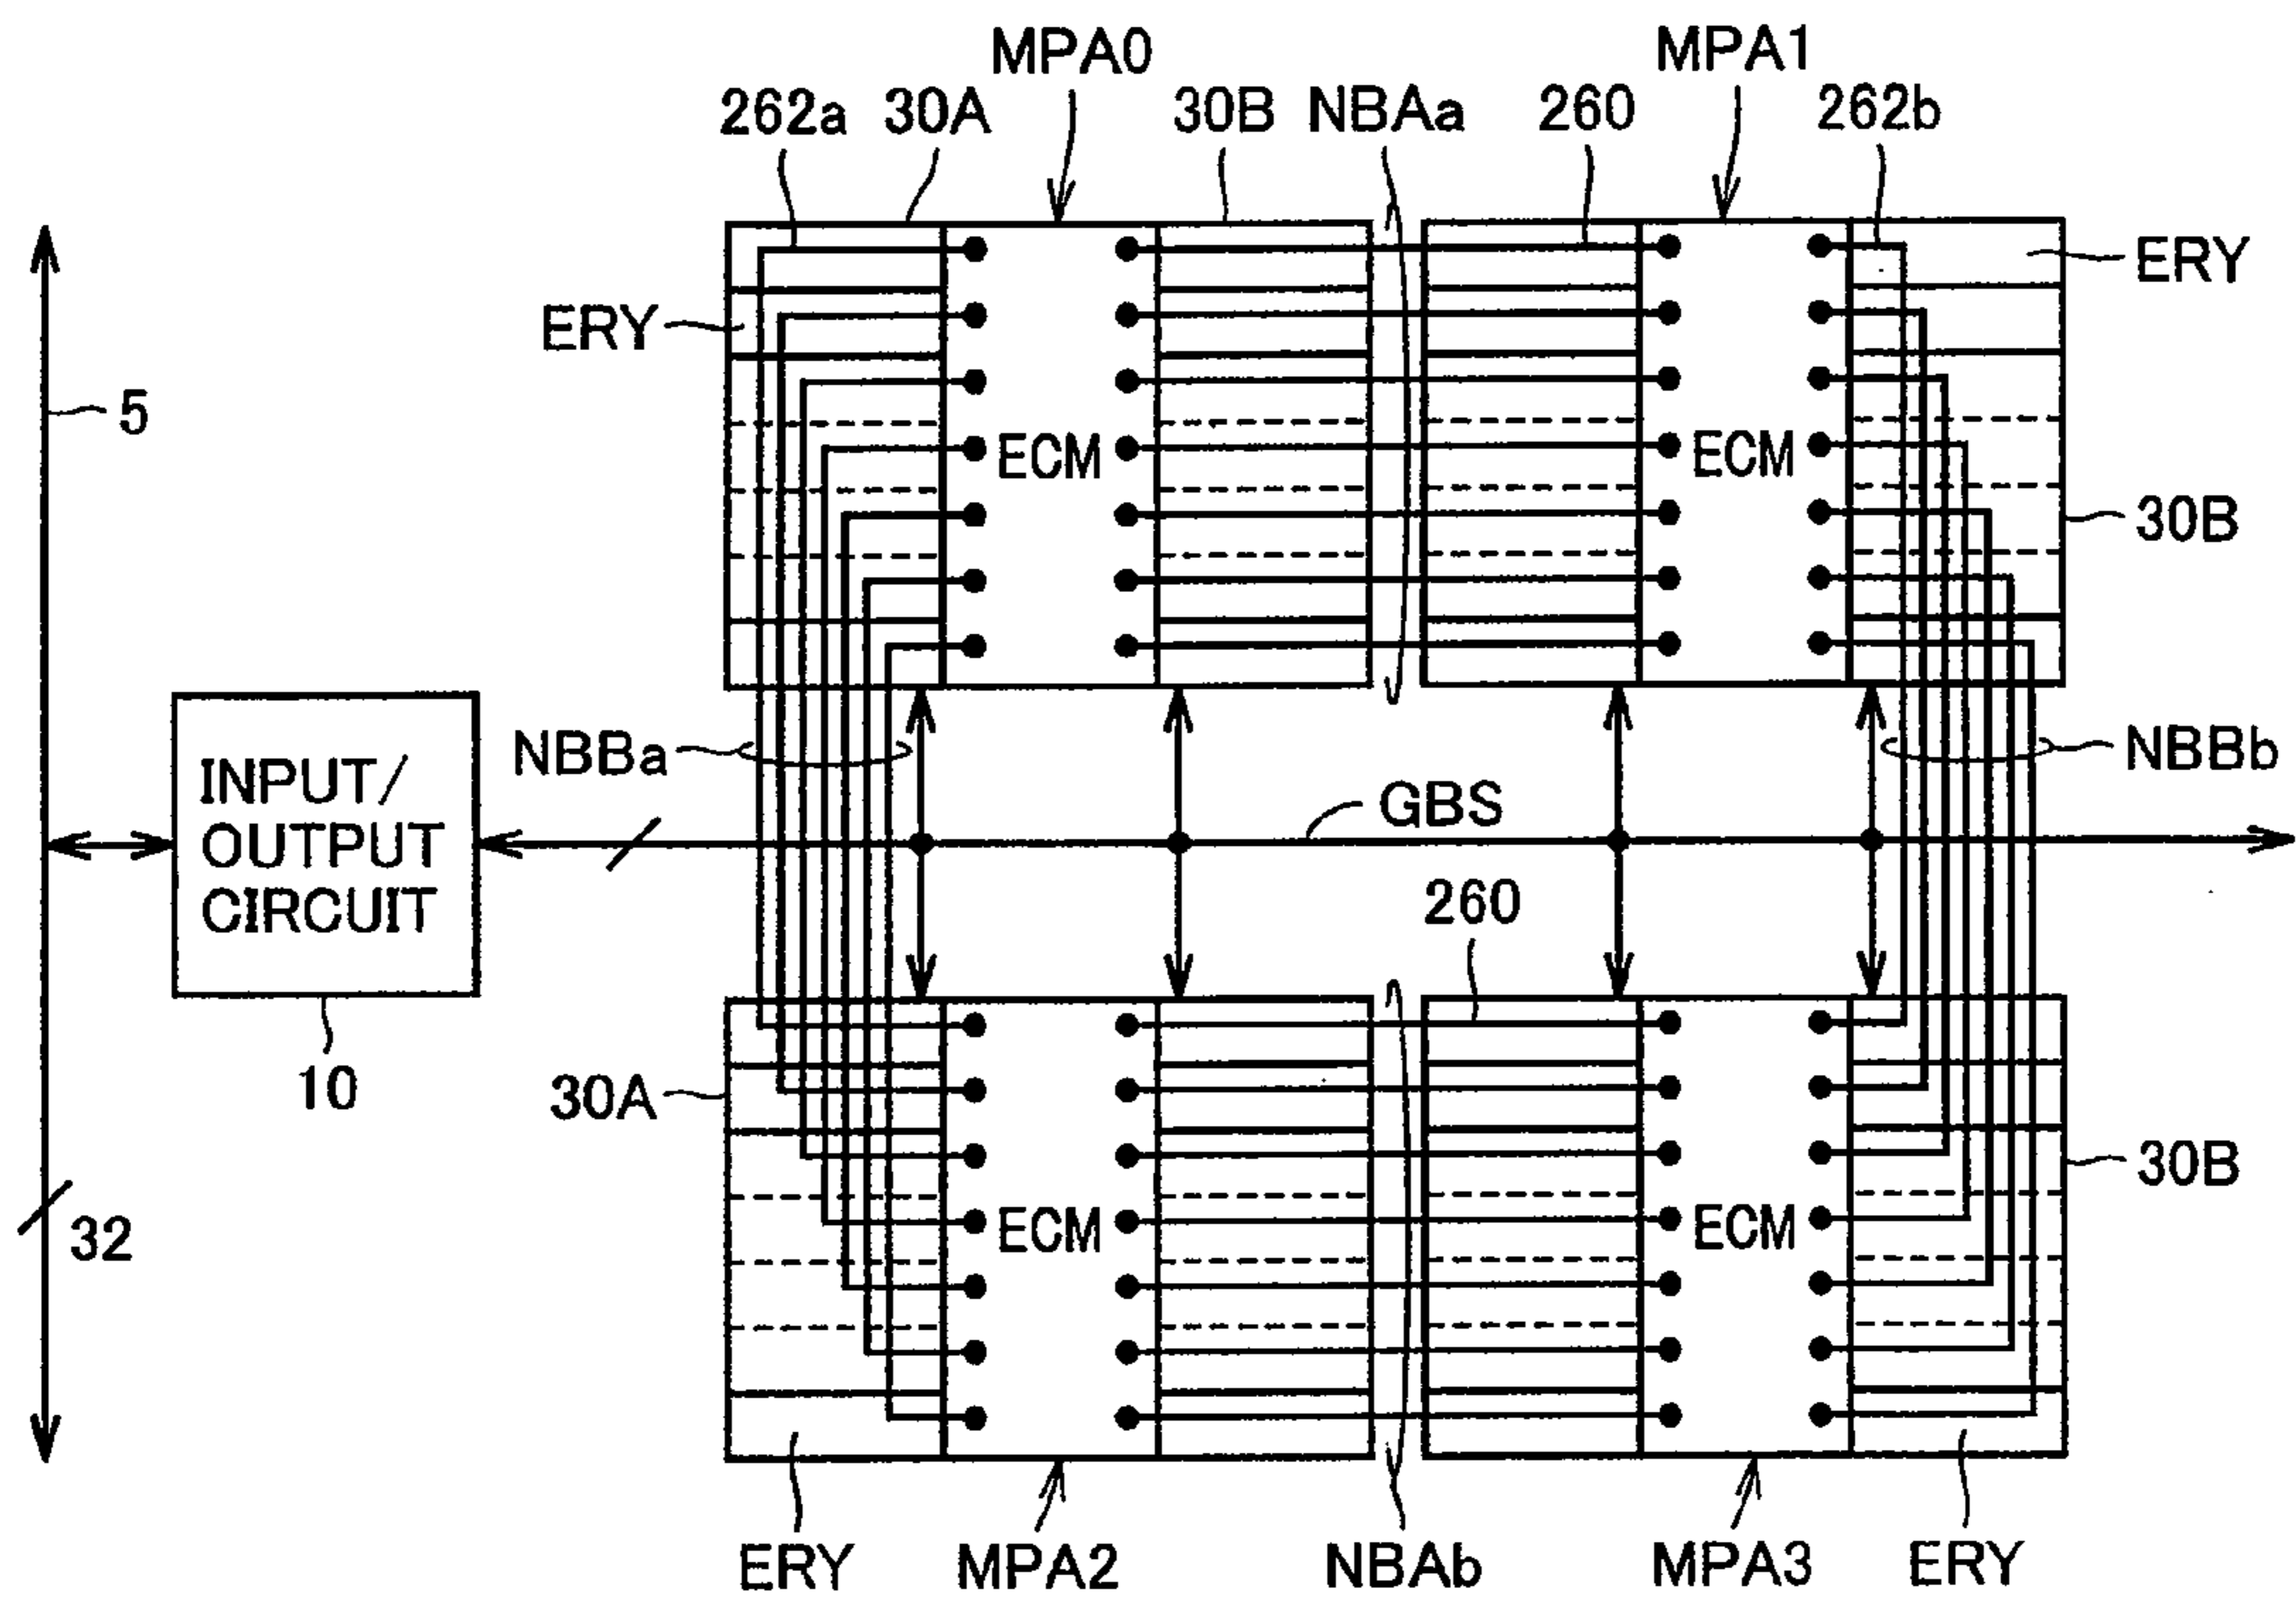 MPA0
MPA1
262a
30A
30B
NBAa
260
262b
ERY
ERY
5
ECM
ECM
30B
NBBa
NBBb
INPUT/
OUTPUT
CIRCUIT
GBS
260
10
30A
30B
32
ECM
ECM
ERY
MPA2
NBAb
MPA3
ERY